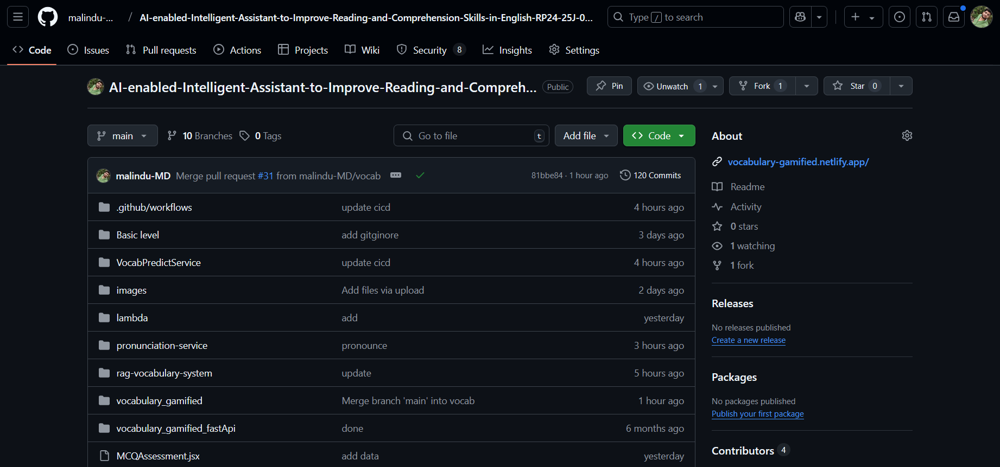 malindu-... / AI-enabled-Intelligent-Assistant-to-Improve-Reading-and-Comprehension-Skills-in-English-RP24-25J-0... Type / to search
Code Issues Pull requests Actions Projects Wiki Security 8 Insights Settings
AI-enabled-Intelligent-Assistant-to-Improve-Reading-and-Compreh... Public Pin Unwatch 1 Fork 1 Star 0
main 10 Branches 0 Tags Go to file t Add file Code
malindu-MD Merge pull request #31 from malindu-MD/vocab 81bbe84 · 1 hour ago 120 Commits
.github/workflows update cicd 4 hours ago
Basic level add gitginore 3 days ago
VocabPredictService update cicd 4 hours ago
images Add files via upload 2 days ago
lambda add yesterday
pronunciation-service pronounce 3 hours ago
rag-vocabulary-system update 5 hours ago
vocabulary_gamified Merge branch 'main' into vocab 1 hour ago
vocabulary_gamified_fastApi done 6 months ago
MCQAssessment.jsx add data yesterday
About
vocabulary-gamified.netlify.app/
Readme
Activity
0 stars
1 watching
1 fork
Releases
No releases published
Create a new release
Packages
No packages published
Publish your first package
Contributors 4